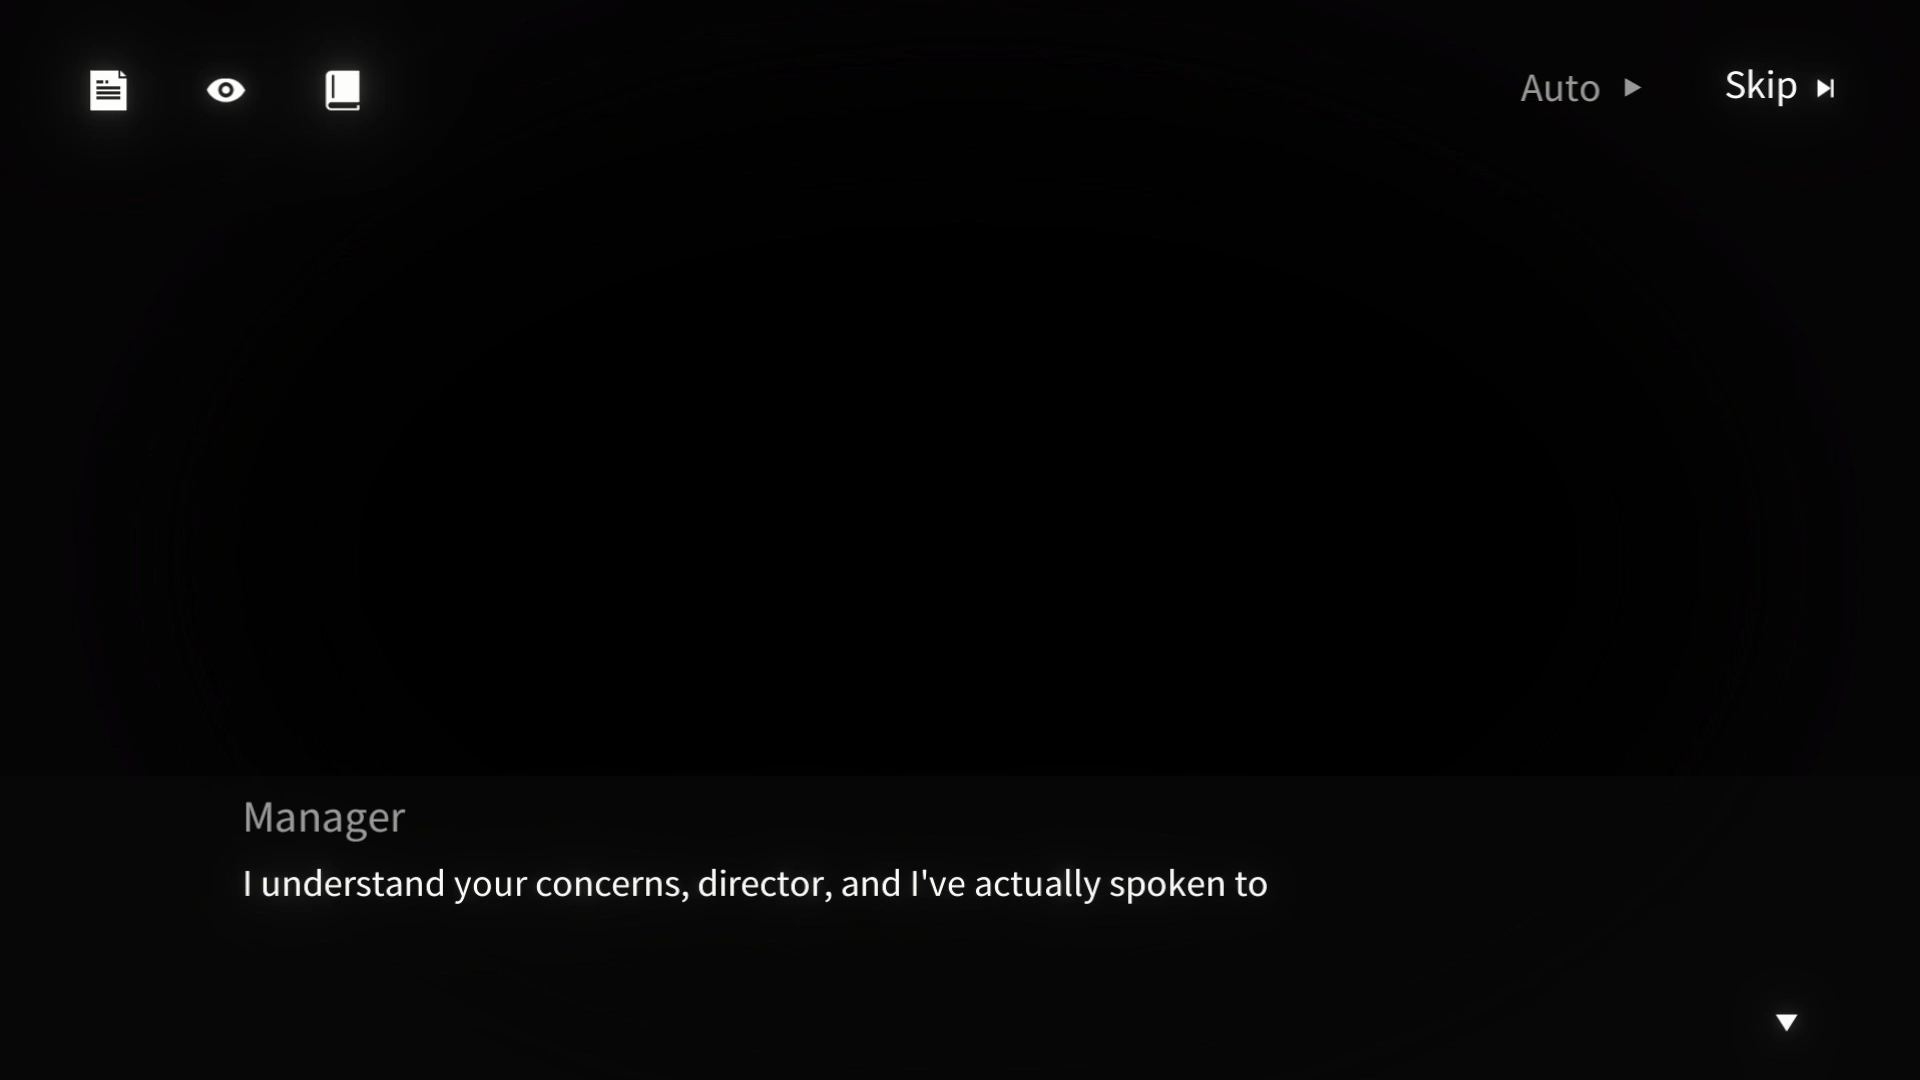 Auto
Skip
Manager
I understand your concerns, director, and I've actually spoken to